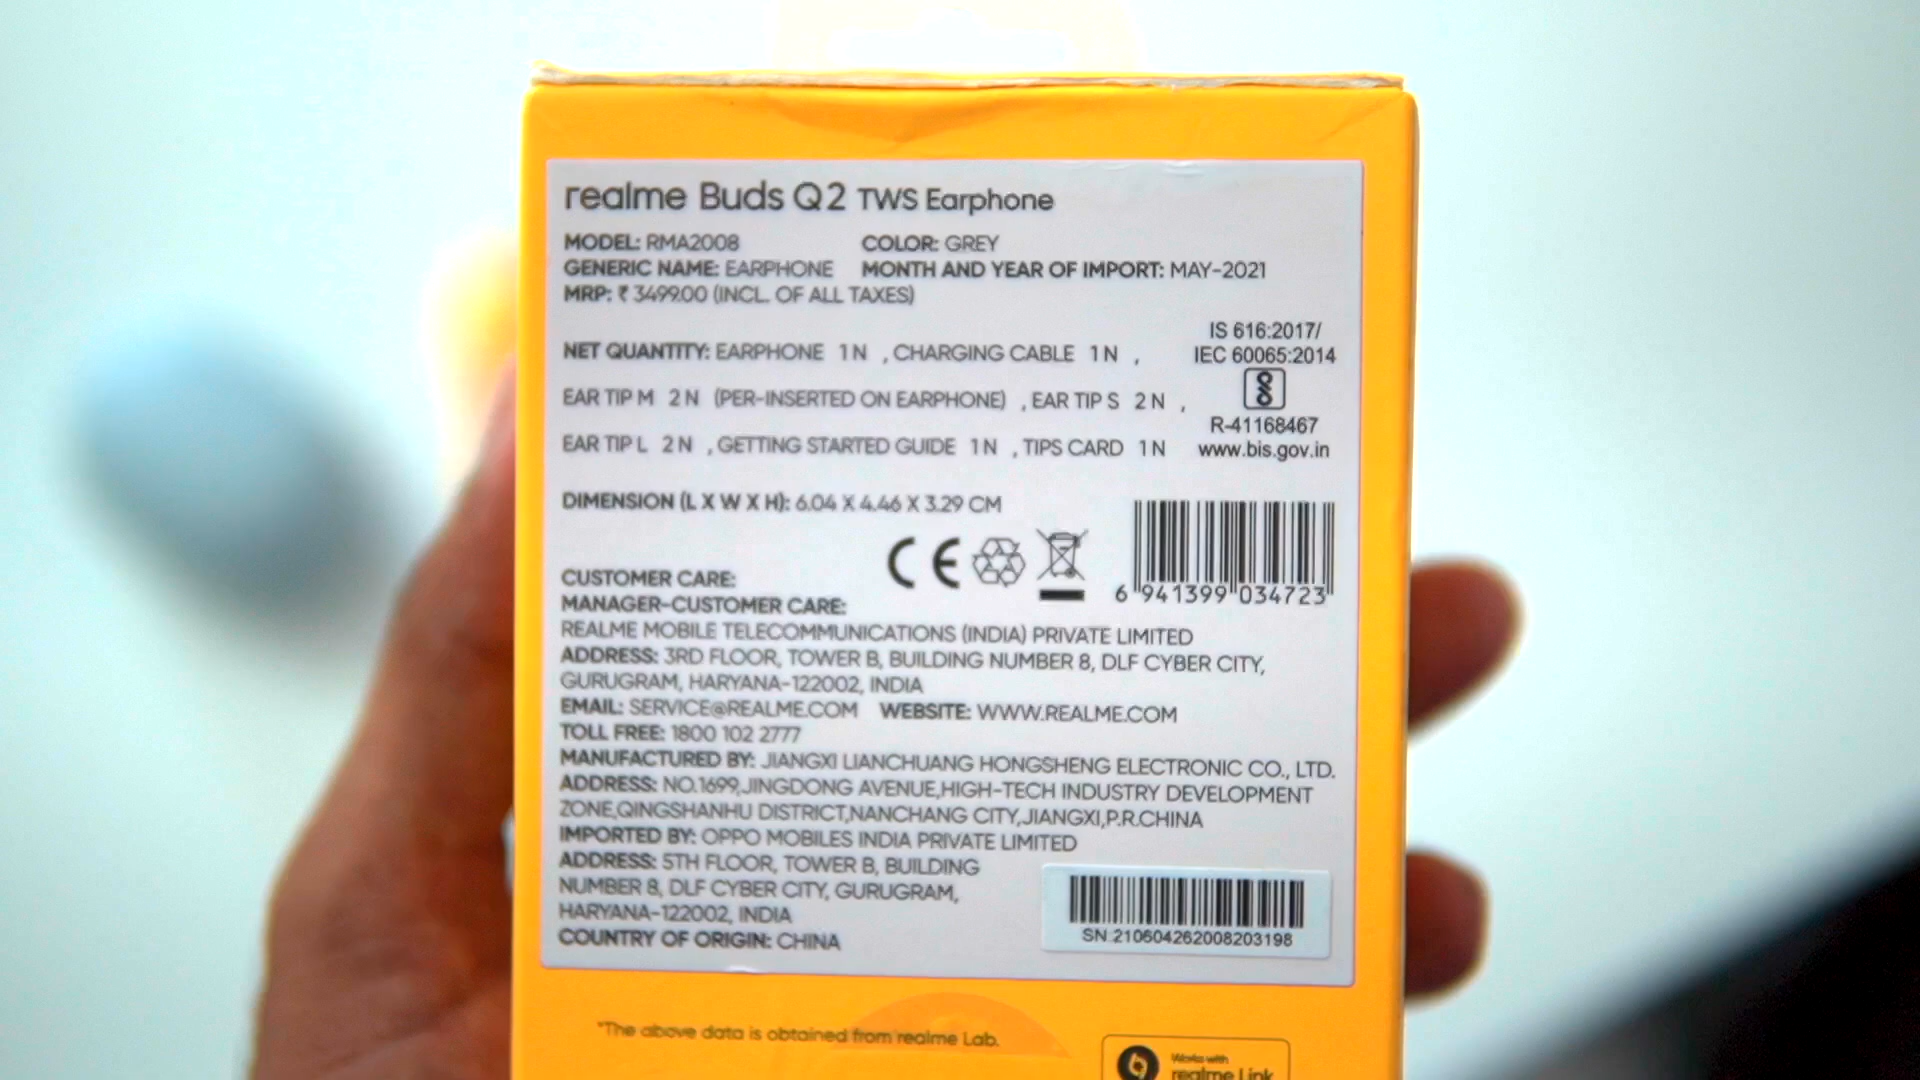 realme Buds Q2 TWS Earphone
MODEL: RMA2008 COLOR: GREY
GENERIC NAME: EARPHONE MONTH AND YEAR OF IMPORT: MAY-2021
MRP: ₹ 3499.00 (INCL. OF ALL TAXES)
IS 616:2017/
IEC 60065:2014
R-41168467
www.bis.gov.in
NET QUANTITY: EARPHONE 1 N , CHARGING CABLE 1 N ,
EAR TIP M 2 N (PER-INSERTED ON EARPHONE) , EAR TIP S 2 N ,
EAR TIP L 2 N , GETTING STARTED GUIDE 1 N , TIPS CARD 1 N
DIMENSION (L X W X H): 6.04 X 4.46 X 3.29 CM
CE
6 941399 034723
CUSTOMER CARE:
MANAGER-CUSTOMER CARE:
REALME MOBILE TELECOMMUNICATIONS (INDIA) PRIVATE LIMITED
ADDRESS: 3RD FLOOR, TOWER B, BUILDING NUMBER 8, DLF CYBER CITY,
GURUGRAM, HARYANA-122002, INDIA
EMAIL: SERVICE@REALME.COM WEBSITE: WWW.REALME.COM
TOLL FREE: 1800 102 2777
MANUFACTURED BY: JIANGXI LIANCHUANG HONGSHENG ELECTRONIC CO., LTD.
ADDRESS: NO.1699,JINGDONG AVENUE,HIGH-TECH INDUSTRY DEVELOPMENT
ZONE,QINGSHANHU DISTRICT,NANCHANG CITY,JIANGXI,P.R.CHINA
IMPORTED BY: OPPO MOBILES INDIA PRIVATE LIMITED
ADDRESS: 5TH FLOOR, TOWER B, BUILDING
NUMBER 8, DLF CYBER CITY, GURUGRAM,
HARYANA-122002, INDIA
COUNTRY OF ORIGIN: CHINA
SN:210604262008203198
*The above data is obtained from realme Lab.
Works with
realme Link